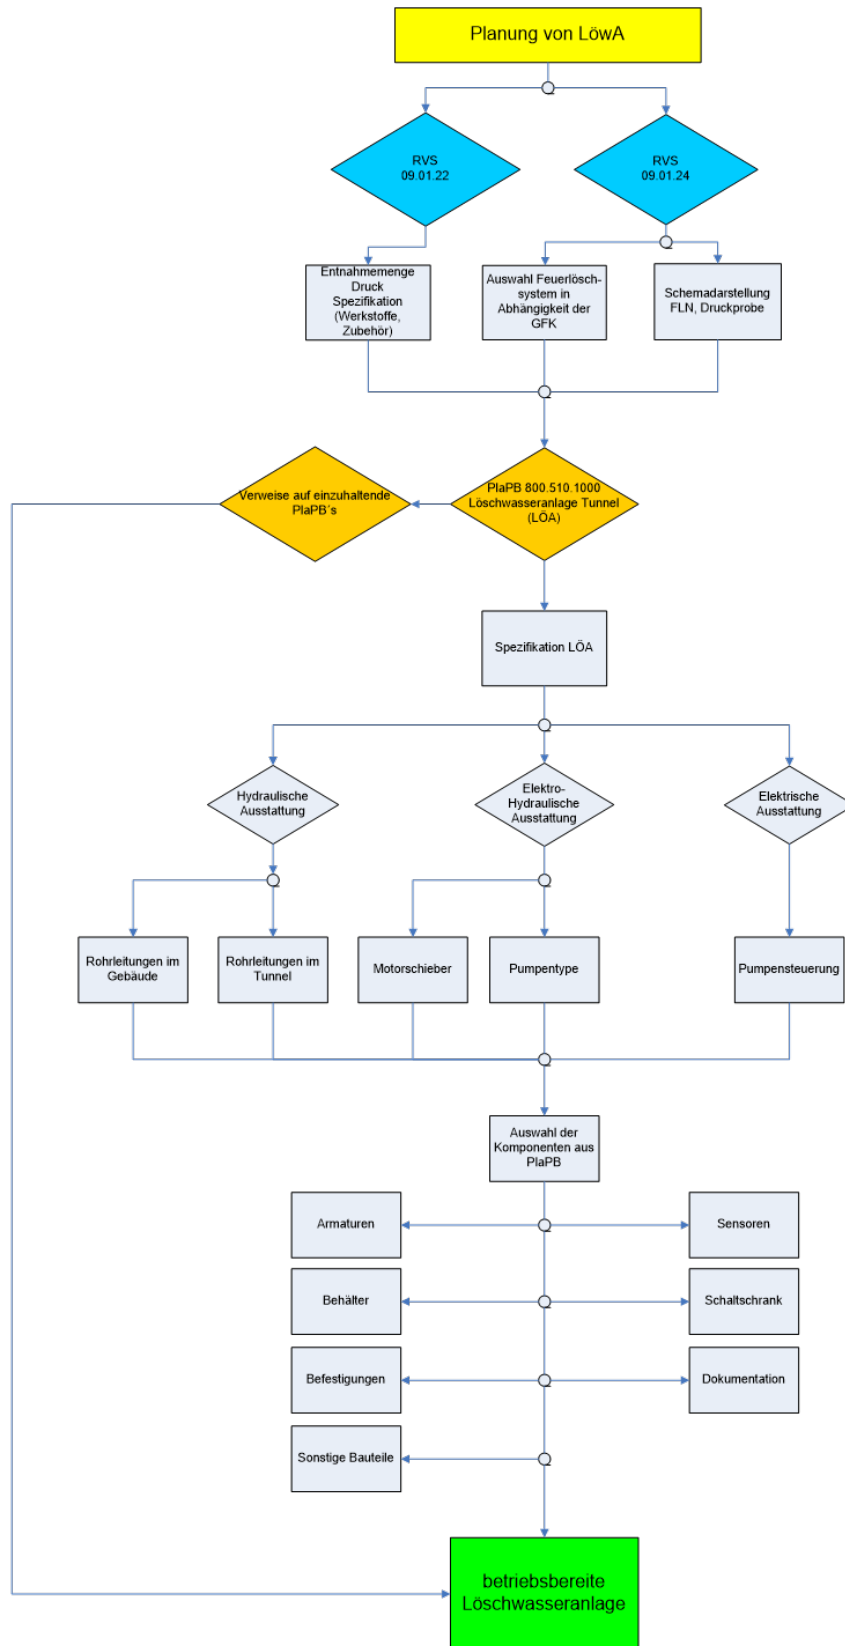 Planung von LöwA
RVS
09.01.22
RVS
09.01.24
Entnahmemenge
Druck
Spezifikation
(Werkstoffe,
Zubehör)
Auswahl Feuerlösch-
system in
Abhängigkeit der
GFK
Schemadarstellung
FLN, Druckprobe
Verweise auf einzuhaltende
PlaPB´s
PlaPB 800.510.1000
Löschwasseranlage Tunnel
(LÖA)
Spezifikation LÖA
Hydraulische
Ausstattung
Elektro-
Hydraulische
Ausstattung
Elektrische
Ausstattung
Rohrleitungen im
Gebäude
Rohrleitungen im
Tunnel
Motorschieber
Pumpentype
Pumpensteuerung
Auswahl der
Komponenten aus
PlaPB
Armaturen
Sensoren
Behälter
Schaltschrank
Befestigungen
Dokumentation
Sonstige Bauteile
betriebsbereite
Löschwasseranlage